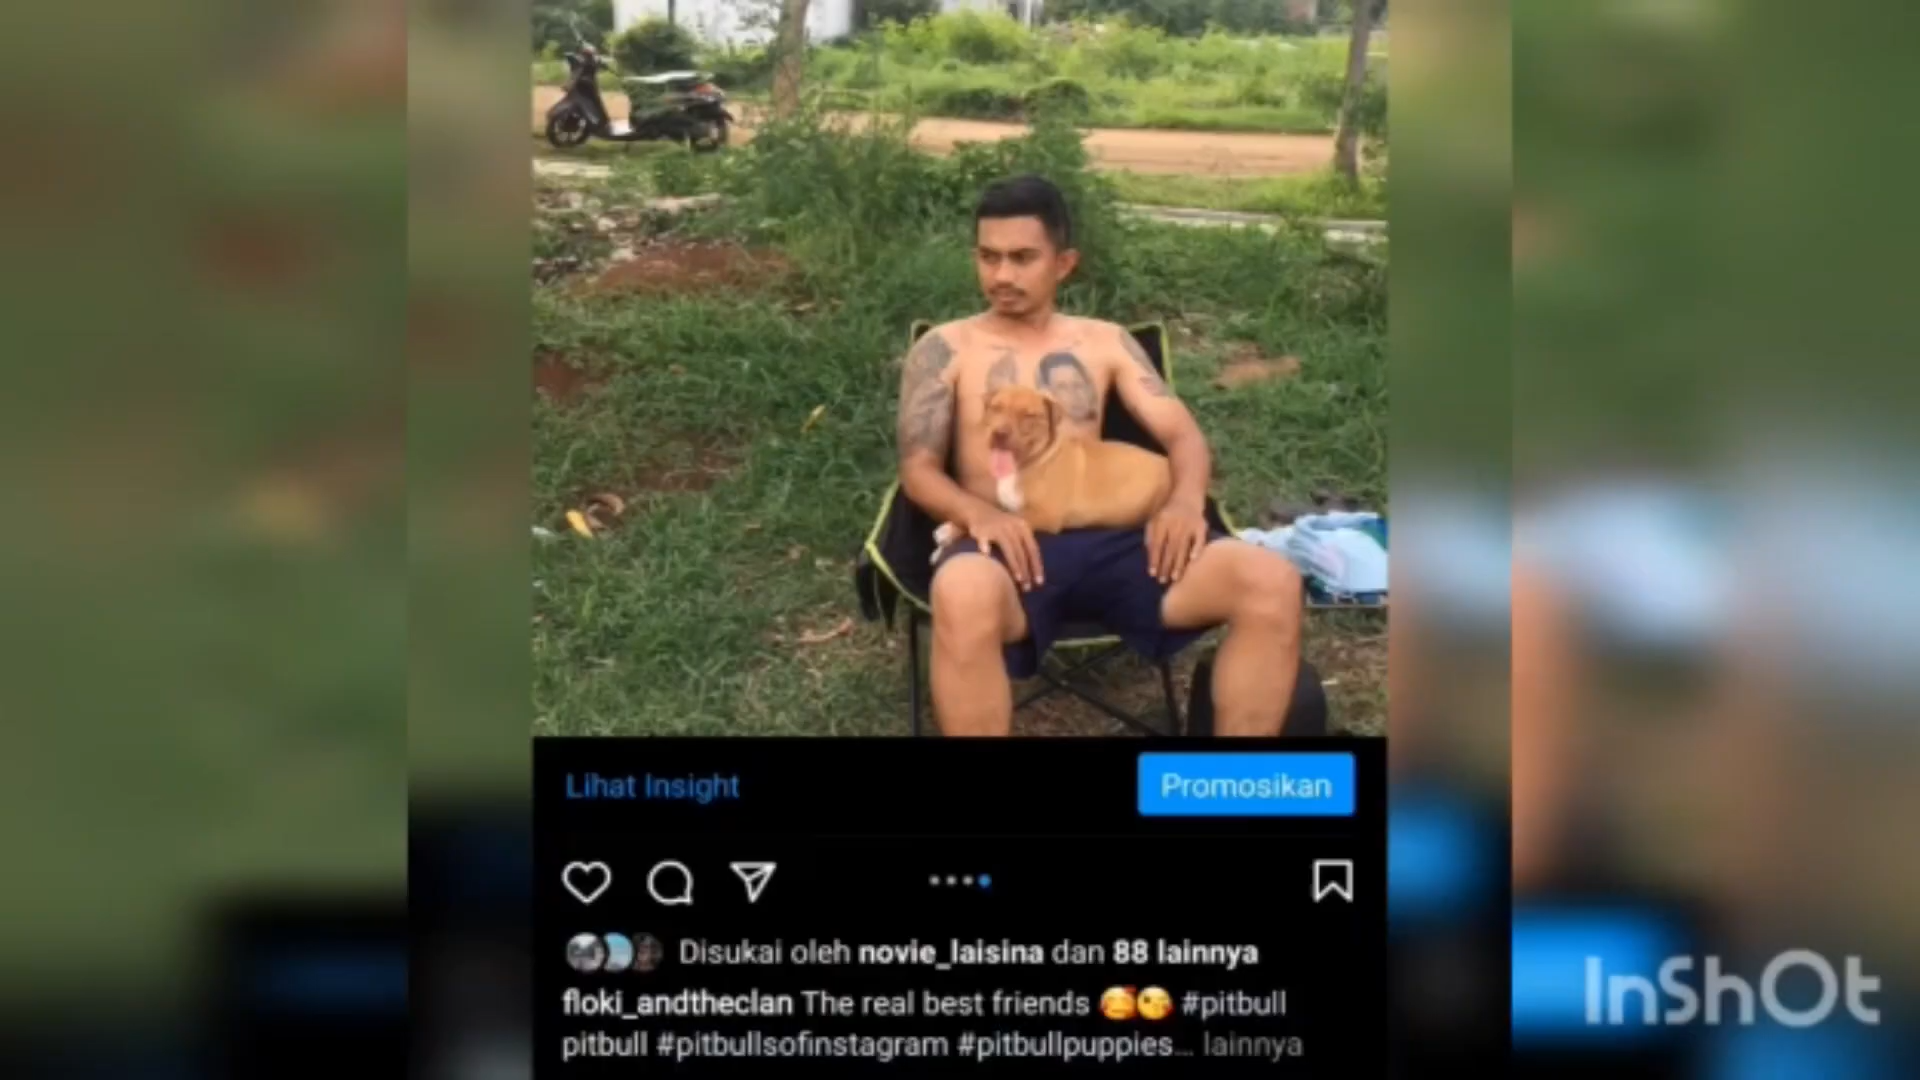 Lihat Insight
Promosikan
Disukai oleh novie_laisina dan 88 lainnya
floki_andtheclan The real best friends 🥰😘 #pitbull
pitbull #pitbullsofinstagram #pitbullpuppies... lainnya
InShOt